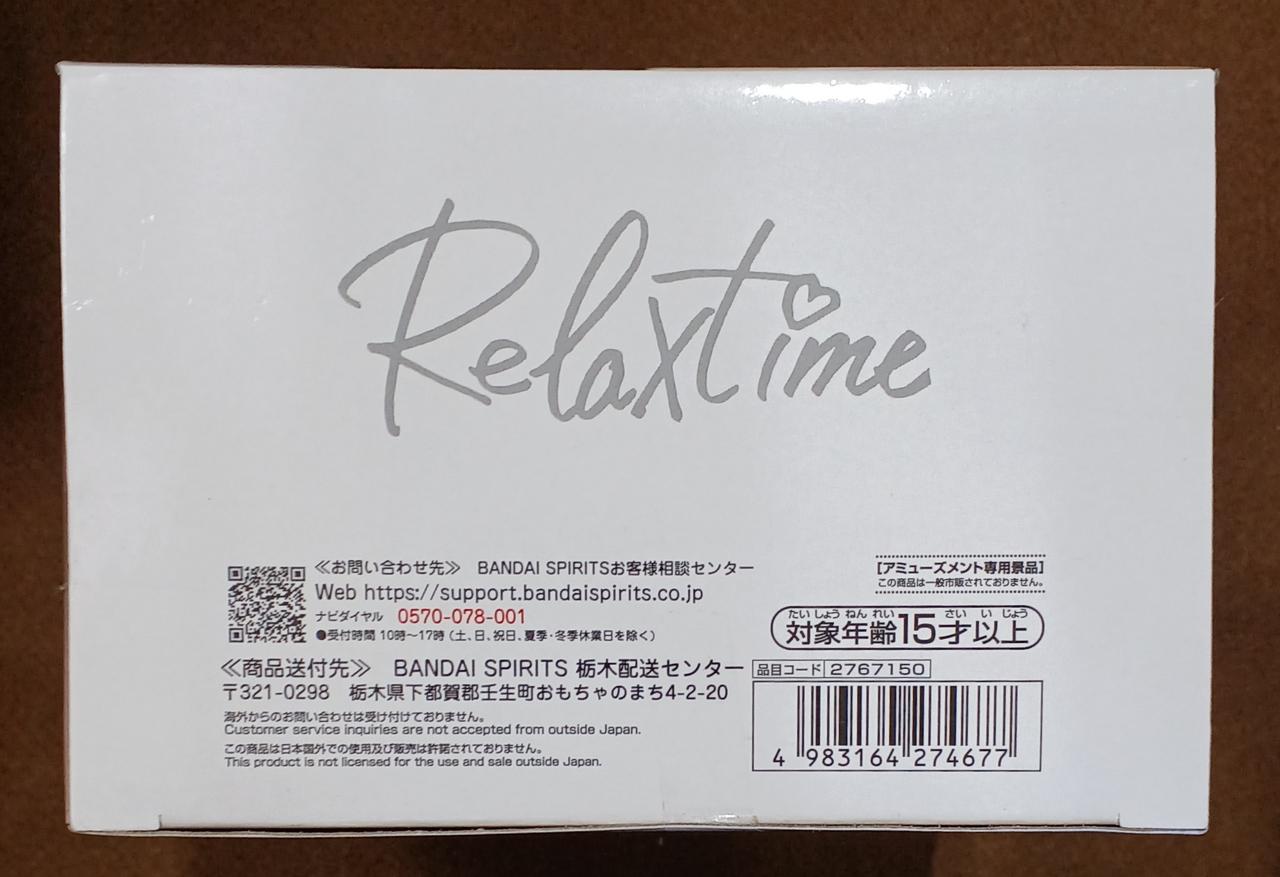 Relaxtime
≪お問い合わせ先≫ BANDAI SPIRITSお客様相談センター
Web https://support.bandaispirits.co.jp
ナビダイヤル 0570-078-001
●受付時間 10時～17時（土、日、祝日、夏季・冬季休業日を除く）
≪商品送付先≫ BANDAI SPIRITS 栃木配送センター
〒321-0298 栃木県下都賀郡壬生町おもちゃのまち4-2-20
海外からのお問い合わせは受け付けておりません。
Customer service inquiries are not accepted from outside Japan.
この商品は日本国外での使用及び販売は許諾されておりません。
This product is not licensed for the use and sale outside Japan.
[アミューズメント専用景品]
この商品は一般市販されておりません。
たいしょうねんれい さい いじょう
対象年齢15才以上
品目コード 2767150
4 983164 274677